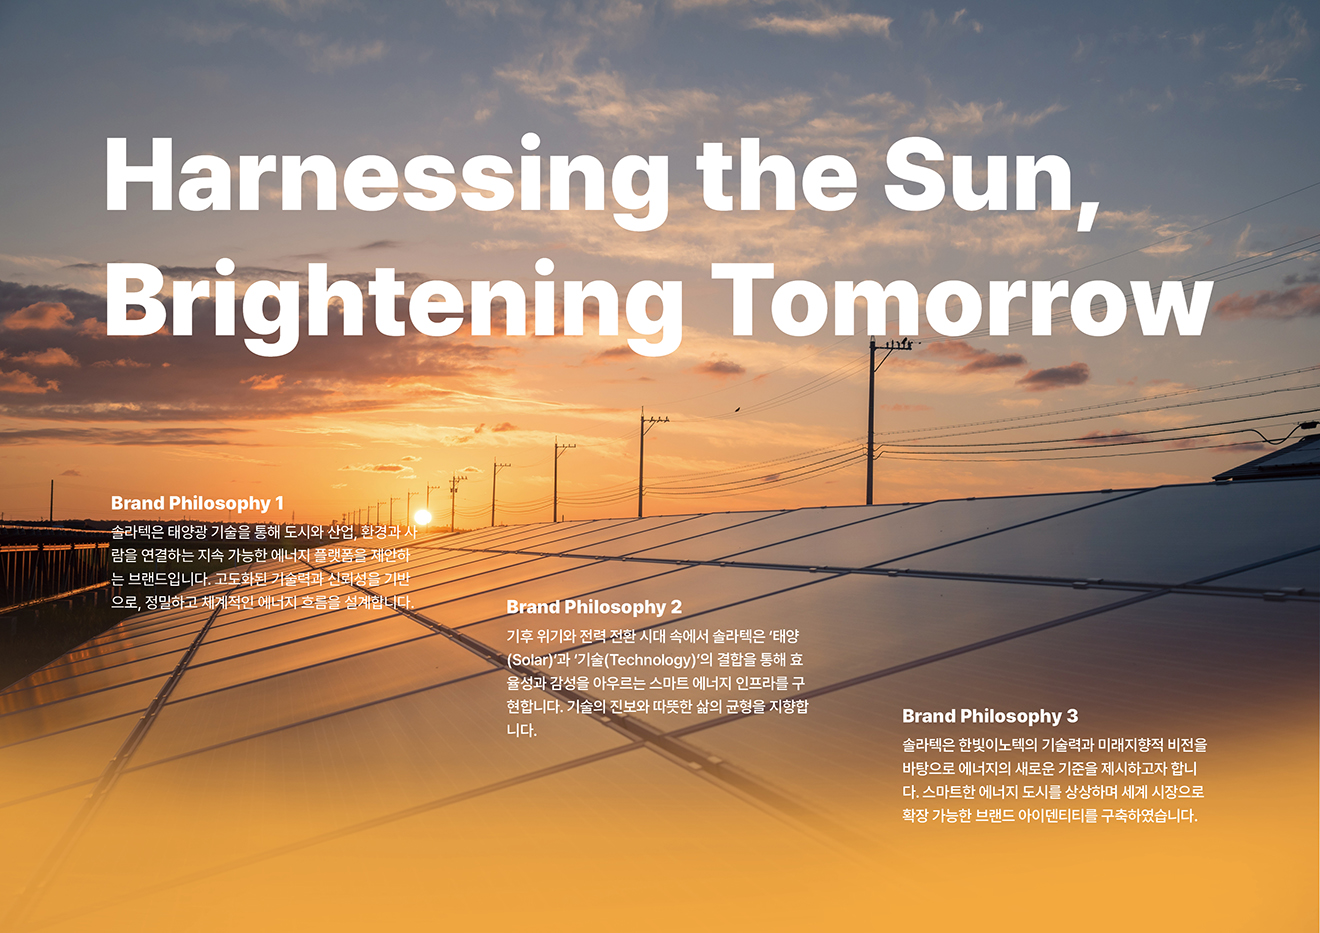 Harnessing the Sun,
Brightening Tomorrow
Brand Philosophy 1
솔라텍은 태양광 기술을 통해 도시와 산업, 환경과 사
람을 연결하는 지속 가능한 에너지 플랫폼을 제안하
는 브랜드입니다. 고도화된 기술력과 신뢰성을 기반
으로, 정밀하고 체계적인 에너지 흐름을 설계합니다.
Brand Philosophy 2
기후 위기와 전력 전환 시대 속에서 솔라텍은 ‘태양
(Solar)’과 ‘기술(Technology)’의 결합을 통해 효
율성과 감성을 아우르는 스마트 에너지 인프라를 구
현합니다. 기술의 진보와 따뜻한 삶의 균형을 지향합
니다.
Brand Philosophy 3
솔라텍은 한빛이노텍의 기술력과 미래지향적 비전을
바탕으로 에너지의 새로운 기준을 제시하고자 합니
다. 스마트한 에너지 도시를 상상하며 세계 시장으로
확장 가능한 브랜드 아이덴티티를 구축하였습니다.